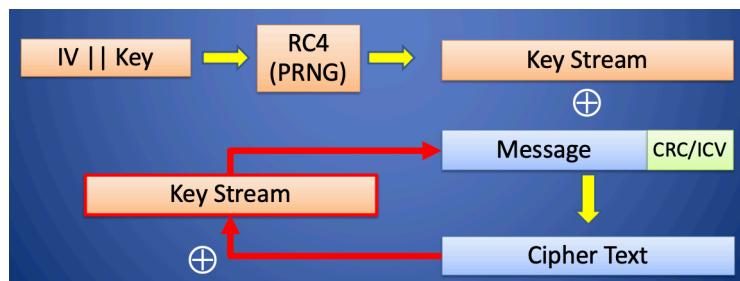 IV || Key
RC4
(PRNG)
Key Stream
⊕
Message
CRC/ICV
Key Stream
⊕
Cipher Text